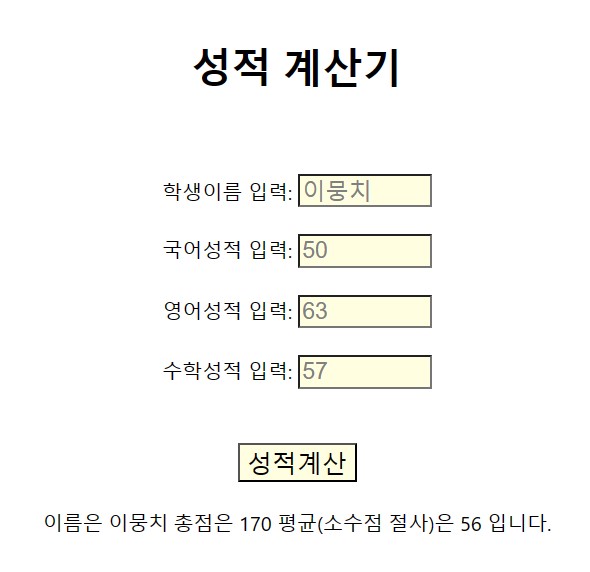 성적 계산기
학생이름 입력: 이뭉치
국어성적 입력: 50
영어성적 입력: 63
수학성적 입력: 57
성적계산
이름은 이뭉치 총점은 170 평균(소수점 절사)은 56 입니다.